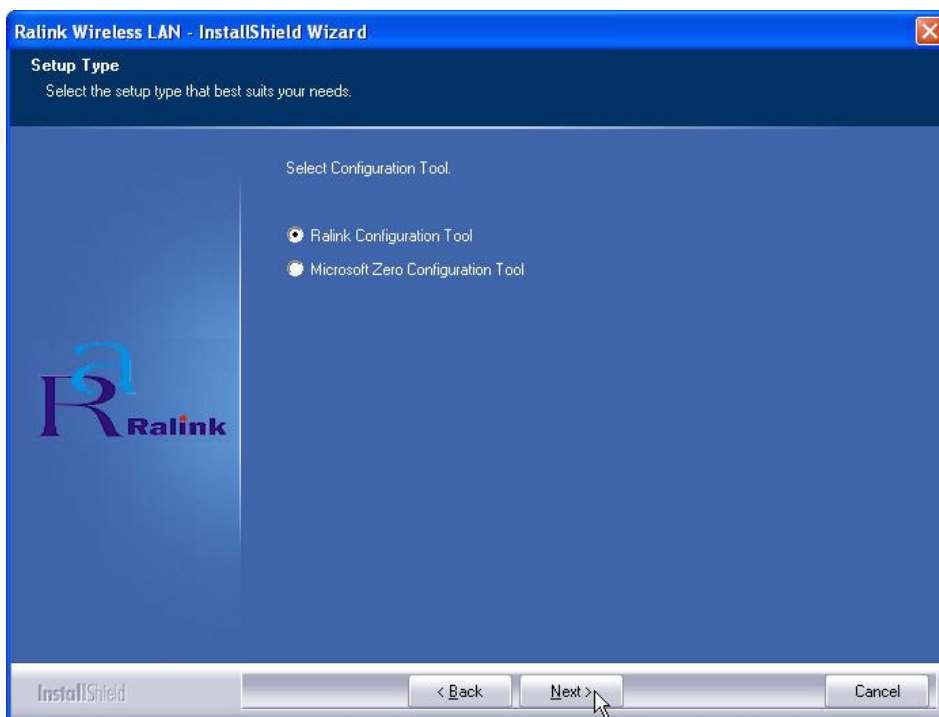 Ralink Wireless LAN - InstallShield Wizard
Setup Type
Select the setup type that best suits your needs.
Select Configuration Tool.
Ralink Configuration Tool
Microsoft Zero Configuration Tool
Ra Ralink
InstallShield
< Back
Next >
Cancel